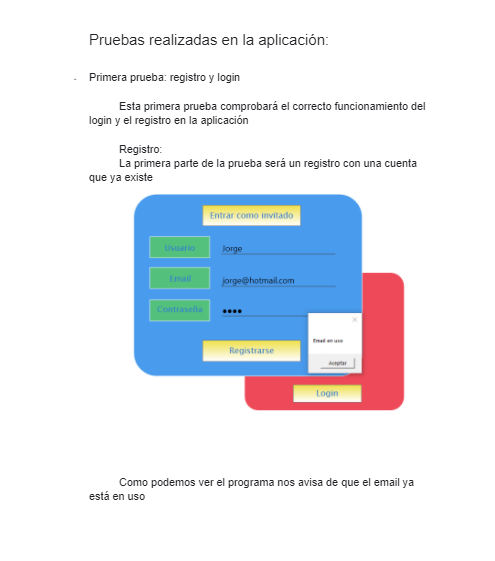 Pruebas realizadas en la aplicación:
- Primera prueba: registro y login
Esta primera prueba comprobará el correcto funcionamiento del
login y el registro en la aplicación
Registro:
La primera parte de la prueba será un registro con una cuenta
que ya existe
Entrar como invitado
Usuario
Jorge
Email
jorge@hotmail.com
Contraseña
••••
Email en uso
Registrarse
Aceptar
Login
Como podemos ver el programa nos avisa de que el email ya
está en uso